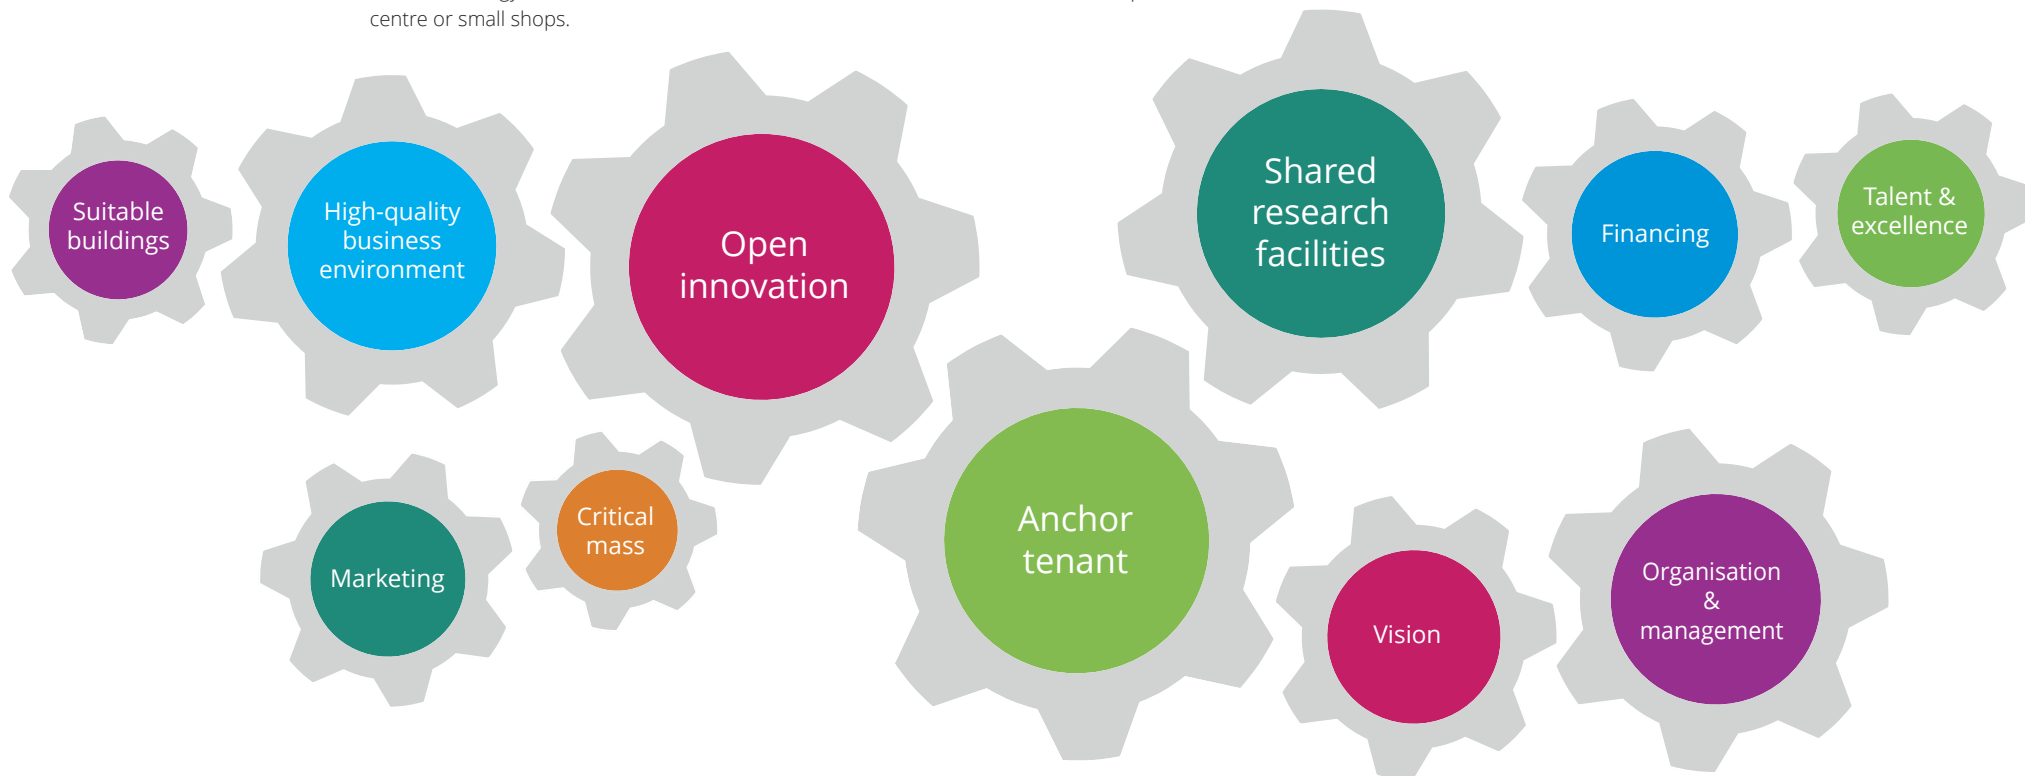 centre or small shops.
Suitable
buildings
High-quality
business
environment
Open
innovation
Shared
research
facilities
Financing
Talent &
excellence
Marketing
Critical
mass
Anchor
tenant
Vision
Organisation
&
management